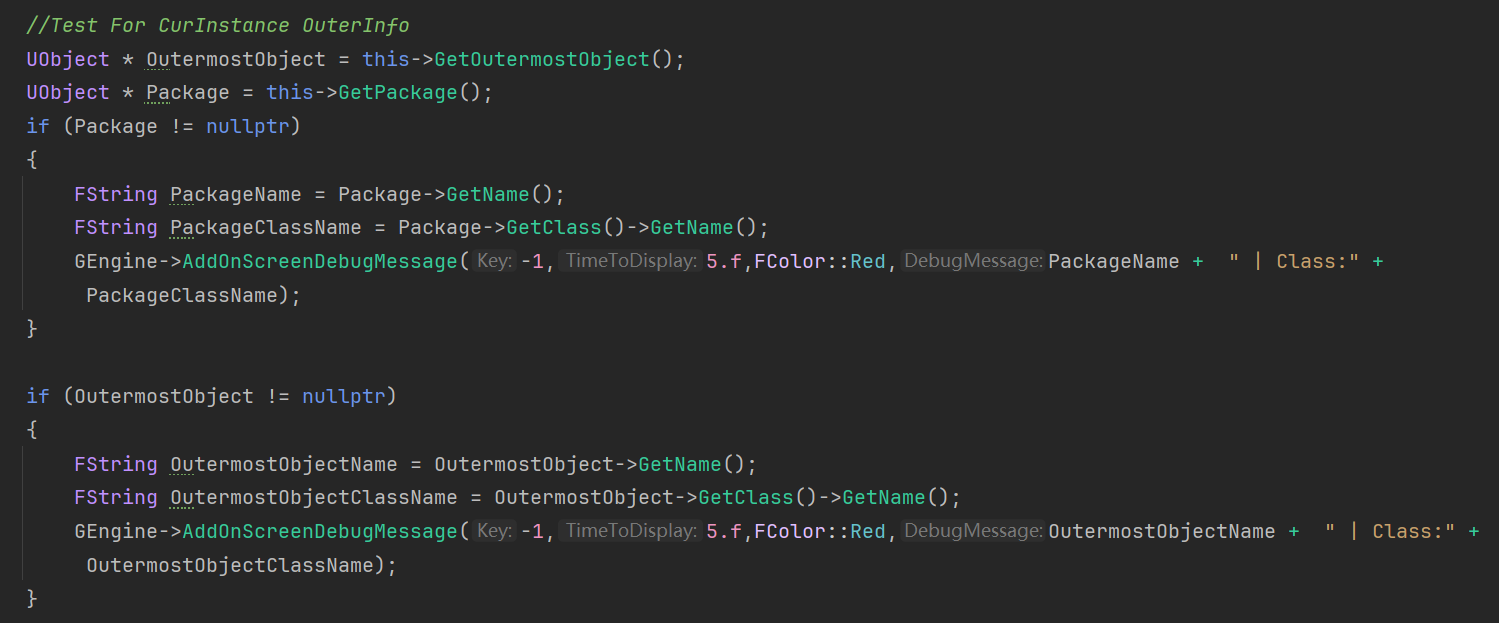 //Test For CurInstance OuterInfo
UObject * OutermostObject = this->GetOutermostObject();
UObject * Package = this->GetPackage();
if (Package != nullptr)
{
FString PackageName = Package->GetName();
FString PackageClassName = Package->GetClass()->GetName();
GEngine->AddOnScreenDebugMessage( Key: -1, TimeToDisplay: 5.f,FColor::Red, DebugMessage: PackageName +  " | Class:" +
PackageClassName);
}
if (OutermostObject != nullptr)
{
FString OutermostObjectName = OutermostObject->GetName();
FString OutermostObjectClassName = OutermostObject->GetClass()->GetName();
GEngine->AddOnScreenDebugMessage( Key: -1, TimeToDisplay: 5.f,FColor::Red, DebugMessage: OutermostObjectName +  " | Class:" +
OutermostObjectClassName);
}